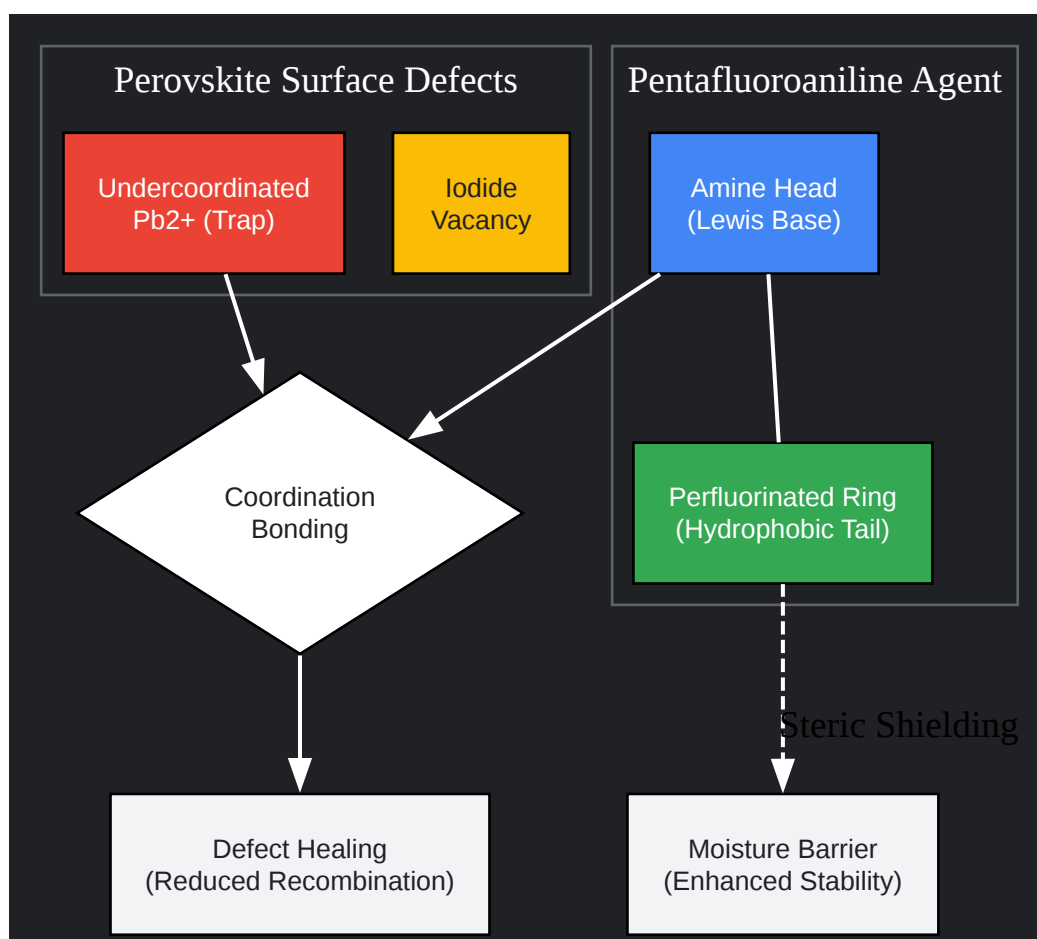 Perovskite Surface Defects
Pentafluoroaniline Agent
Undercoordinated
Pb2+ (Trap)
Iodide
Vacancy
Amine Head
(Lewis Base)
Coordination
Bonding
Perfluorinated Ring
(Hydrophobic Tail)
Steric Shielding
Defect Healing
(Reduced Recombination)
Moisture Barrier
(Enhanced Stability)